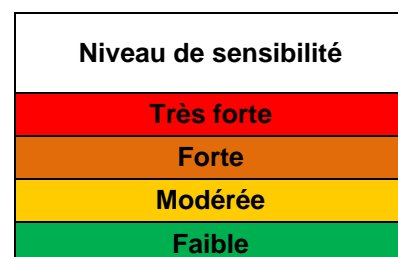 Niveau de sensibilité
Très forte
Forte
Modérée
Faible